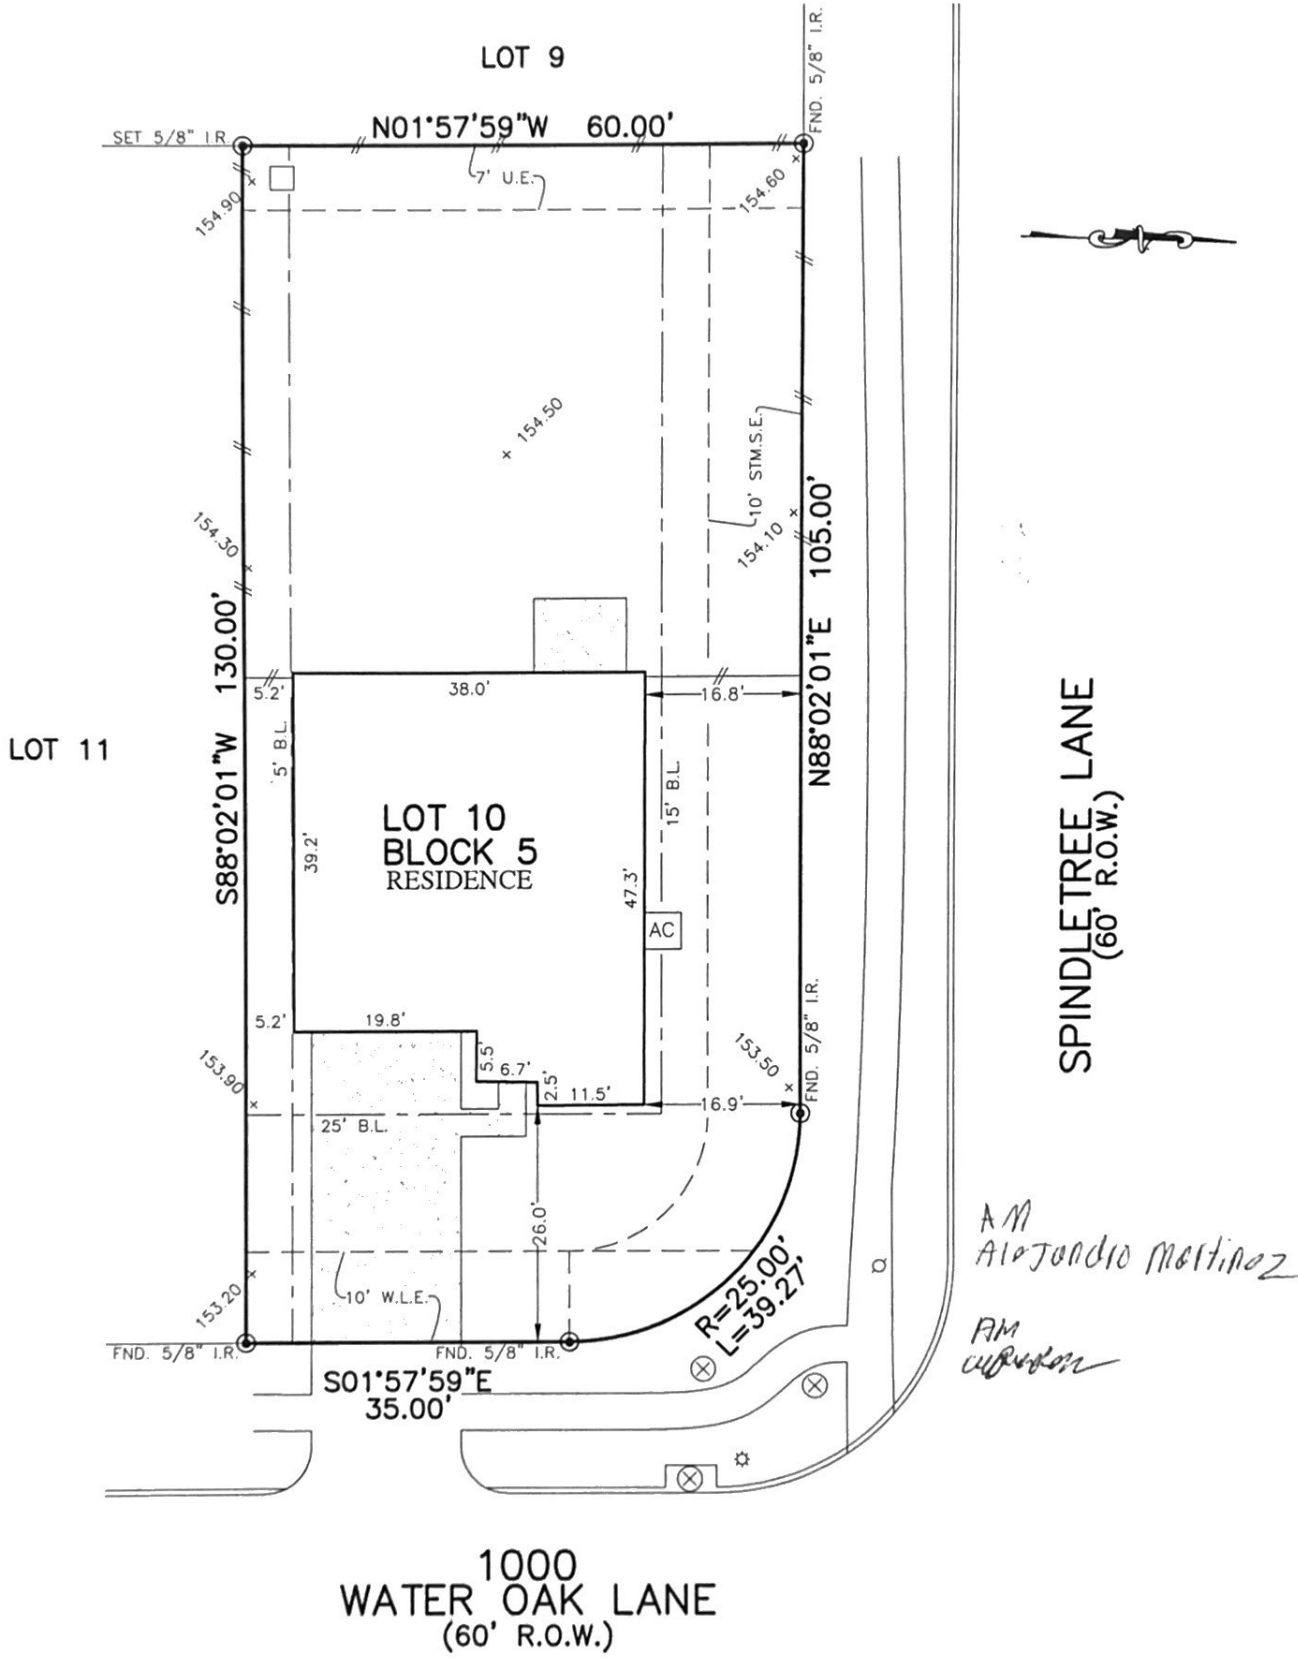 LOT 9
FND. 5/8" I.R.
N01°57'59"W 60.00'
SET 5/8" I.R.
7' U.E.
154.90
154.60
154.50
10' STM.S.E.
154.30
154.10
N88°02'01"E 105.00'
S88°02'01"W 130.00'
5.2'
38.0'
16.8'
LOT 11
5' B.L.
15' B.L.
SPINDLETREE LANE
(60' R.O.W.)
LOT 10
BLOCK 5
RESIDENCE
39.2'
47.3'
AC
5.2'
19.8'
5.5'
6.7'
2.5'
11.5'
16.9'
153.90
153.50
FND. 5/8" I.R.
25' B.L.
26.0'
153.20
10' W.L.E.
R=25.00'
L=39.27'
AM
Alejandro Martinez
AM
FND. 5/8" I.R.
FND. 5/8" I.R.
S01°57'59"E
35.00'
1000
WATER OAK LANE
(60' R.O.W.)